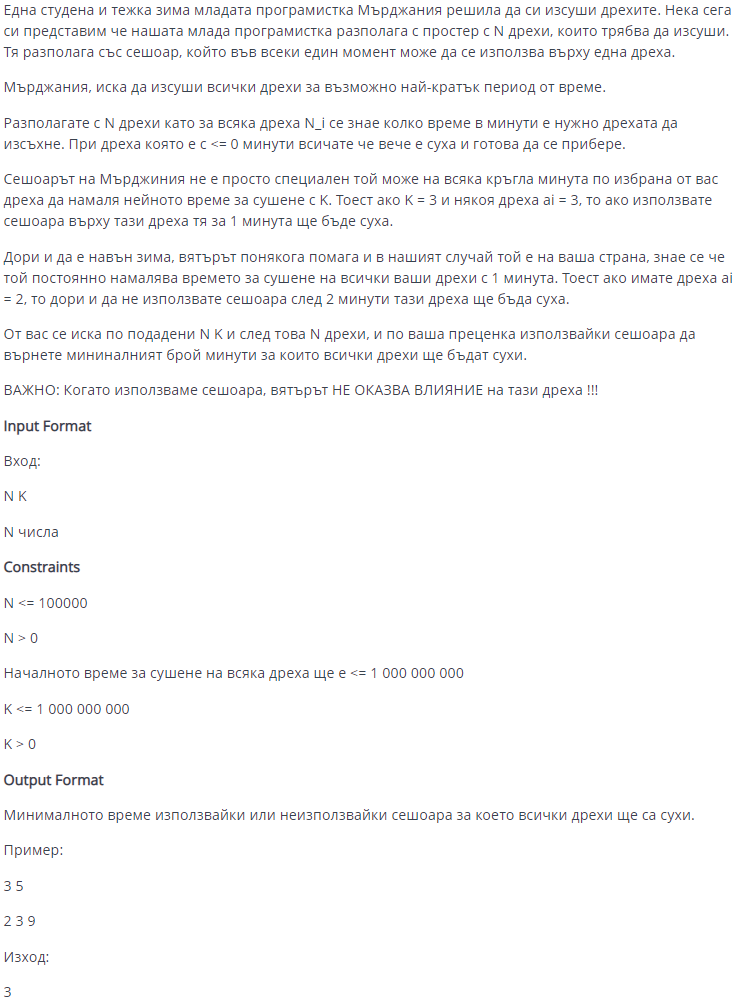 Една студена и тежка зима младата програмистка Мърджания решила да си изсуши дрехите. Нека сега
си представим че нашата млада програмистка разполага с простер с N дрехи, които трябва да изсуши.
Тя разполага със сешоар, който във всеки един момент може да се използва върху една дреха.
Мърджания, иска да изсуши всички дрехи за възможно най-кратък период от време.
Разполагате с N дрехи като за всяка дреха N_i се знае колко време в минути е нужно дрехата да
изсъхне. При дреха която е с <= 0 минути всичате че вече е суха и готова да се прибере.
Сешоарът на Мърджиния не е просто специален той може на всяка кръгла минута по избрана от вас
дреха да намаля нейното време за сушене с K. Тоест ако K = 3 и някоя дреха ai = 3, то ако използвате
сешоара върху тази дреха тя за 1 минута ще бъде суха.
Дори и да е навън зима, вятърът понякога помага и в нашият случай той е на ваша страна, знае се че
той постоянно намалява времето за сушене на всички ваши дрехи с 1 минута. Тоест ако имате дреха ai
= 2, то дори и да не използвате сешоара след 2 минути тази дреха ще бъда суха.
От вас се иска по подадени N K и след това N дрехи, и по ваша преценка използвайки сешоара да
върнете мининалният брой минути за които всички дрехи ще бъдат сухи.
ВАЖНО: Когато използваме сешоара, вятърът НЕ ОКАЗВА ВЛИЯНИЕ на тази дреха !!!
Input Format
Вход:
N K
N числа
Constraints
N <= 100000
N > 0
Началното време за сушене на всяка дреха ще е <= 1 000 000 000
K <= 1 000 000 000
K > 0
Output Format
Минималното време използвайки или неизползвайки сешоара за което всички дрехи ще са сухи.
Пример:
3 5
2 3 9
Изход:
3